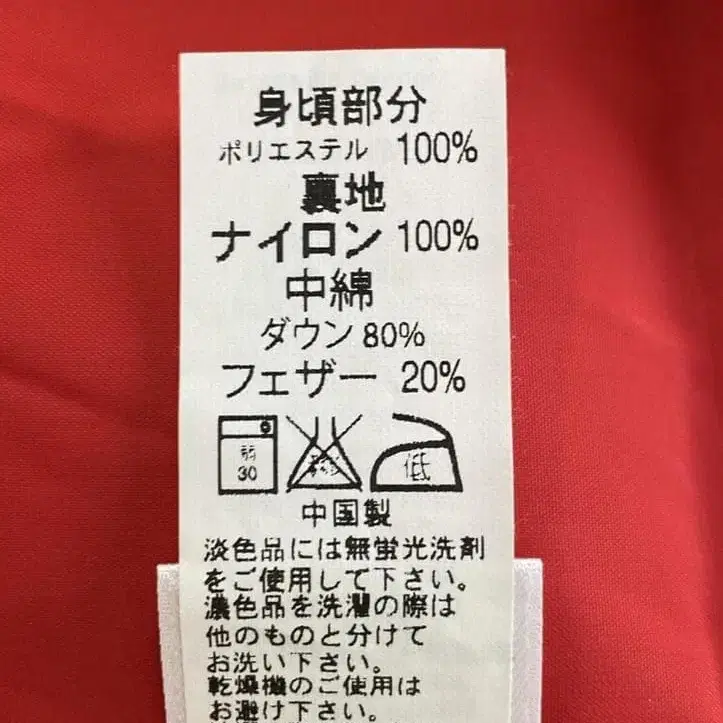 身頃部分
ポリエステル 100%
裏地
ナイロン 100%
中綿
ダウン 80%
フェザー 20%
弱
30
低
中国製
淡色品には無蛍光洗剤
をご使用して下さい。
濃色品を洗濯の際は
他のものと分けて
お洗い下さい。
乾燥機のご使用は
お避け下さい。